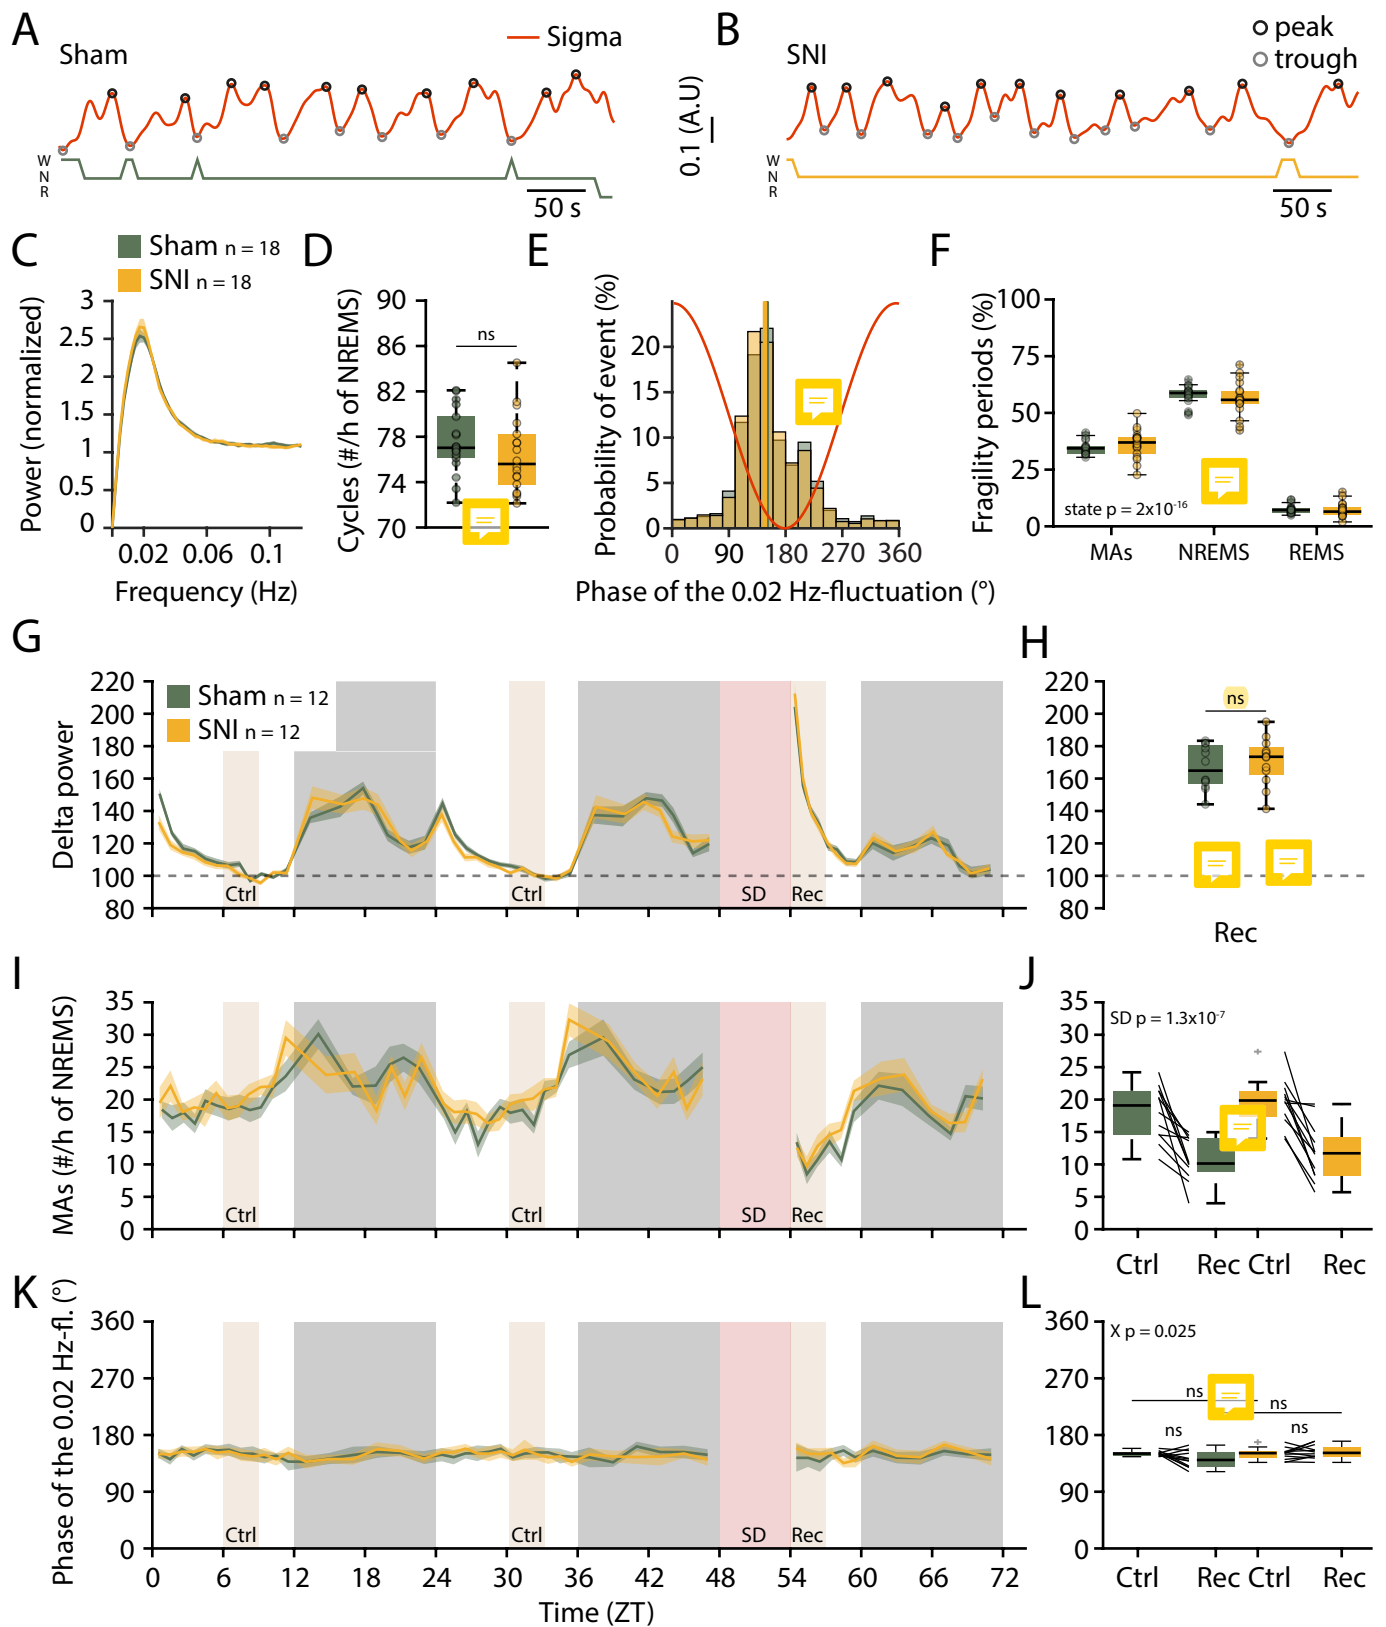 A
Sham
Sigma
B
SNI
peak
trough
0.1 (A.U)
W
N
R
50 s
W
N
R
50 s
C
Sham n = 18
SNI n = 18
Power (normalized)
3
2.5
2
1.5
1
0.5
0
0.02 0.06 0.1
Frequency (Hz)
D
Cycles (#/h of NREMS)
90
86
82
78
74
70
ns
E
Probability of event (%)
20
15
10
5
0
0 90 180 270 360
Phase of the 0.02 Hz-fluctuation (°)
F
Fragility periods (%)
100
75
50
25
0
state p = 2x10-16
MAs NREMS REMS
G
Delta power
220
200
180
160
140
120
100
80
Sham n = 12
SNI n = 12
Ctrl Ctrl SD Rec
H
220
200
180
160
140
120
100
80
ns
Rec
I
MAs (#/h of NREMS)
35
30
25
20
15
10
5
0
Ctrl Ctrl SD Rec
J
35
30
25
20
15
10
5
0
SD p = 1.3x10-7
Ctrl Rec Ctrl Rec
K
Phase of the 0.02 Hz-fl. (°)
360
270
180
90
0
Ctrl Ctrl SD Rec
0 6 12 18 24 30 36 42 48 54 60 66 72
Time (ZT)
L
360
270
180
90
0
X p = 0.025
ns
ns
ns ns
Ctrl Rec Ctrl Rec